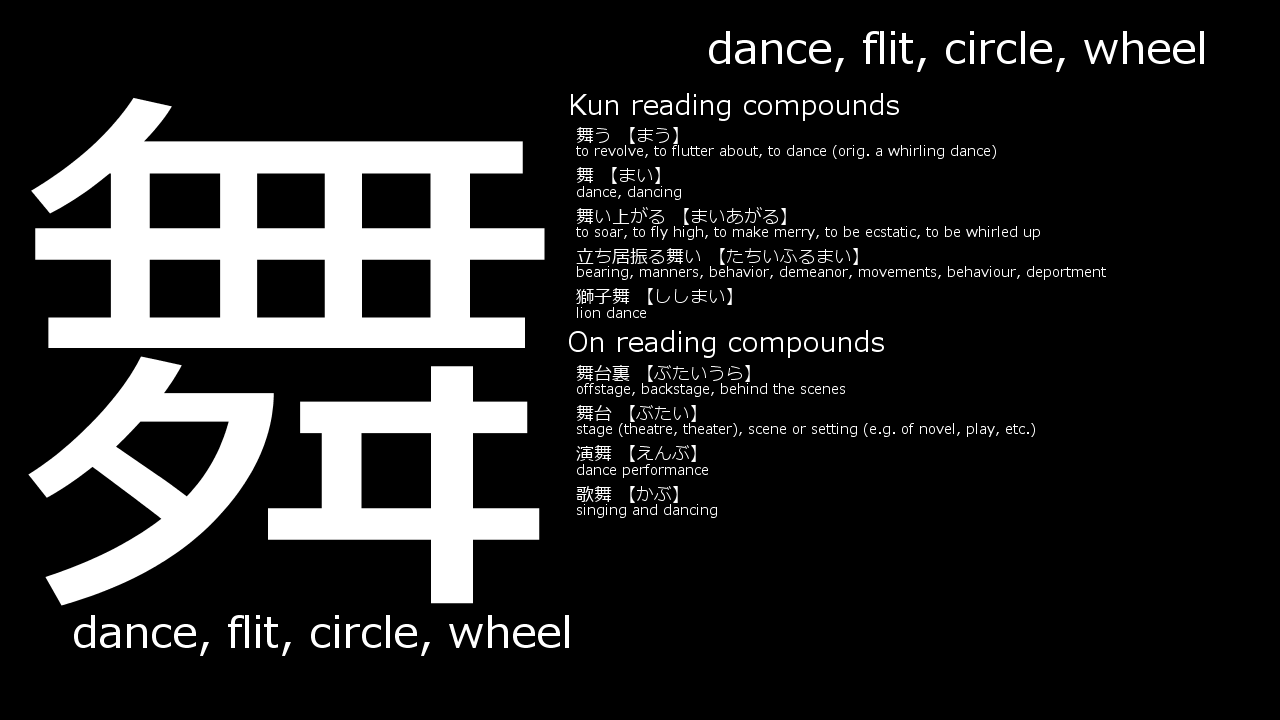 dance, flit, circle, wheel
舞
Kun reading compounds
舞う 【まう】
to revolve, to flutter about, to dance (orig. a whirling dance)
舞 【まい】
dance, dancing
舞い上がる 【まいあがる】
to soar, to fly high, to make merry, to be ecstatic, to be whirled up
立ち居振る舞い 【たちいふるまい】
bearing, manners, behavior, demeanor, movements, behaviour, deportment
獅子舞 【ししまい】
lion dance
On reading compounds
舞台裏 【ぶたいうら】
offstage, backstage, behind the scenes
舞台 【ぶたい】
stage (theatre, theater), scene or setting (e.g. of novel, play, etc.)
演舞 【えんぶ】
dance performance
歌舞 【かぶ】
singing and dancing
dance, flit, circle, wheel